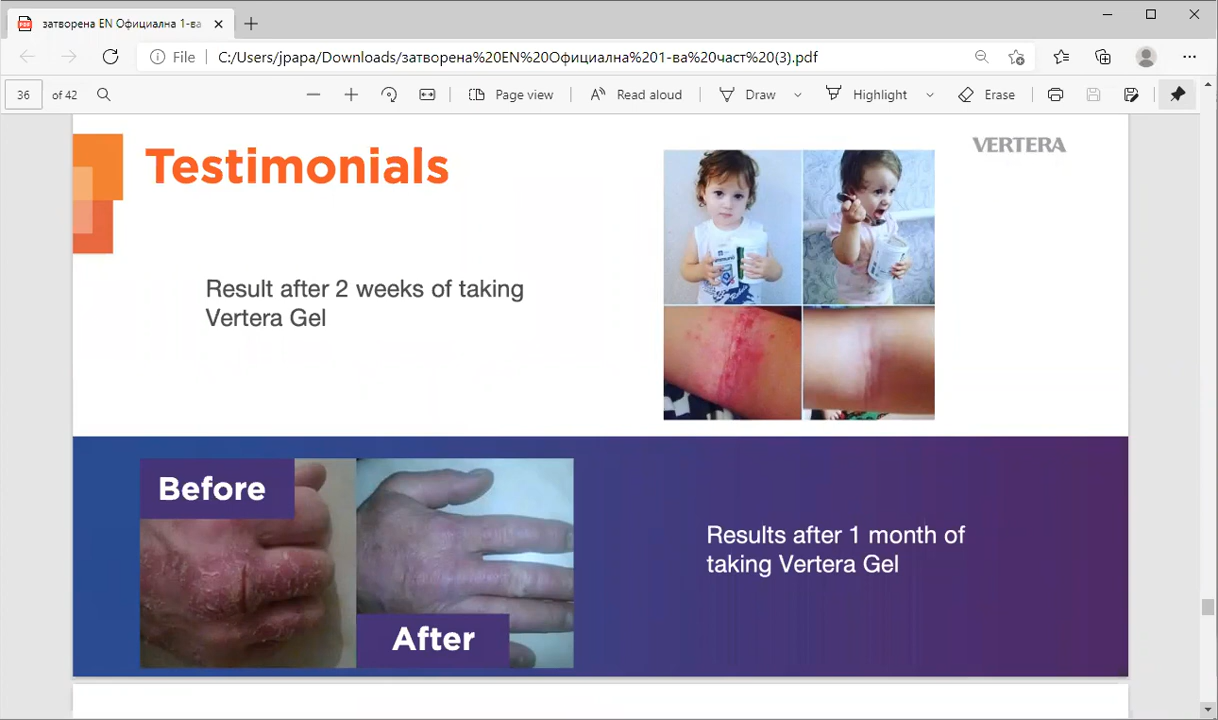 затворена EN Официална 1-ва
File
C:/Users/jpapa/Downloads/затворена%20EN%20Официална%201-ва%20част%20(3).pdf
36 of 42
Page view
Read aloud
Draw
Highlight
Erase
Testimonials
VERTERA
Result after 2 weeks of taking
Vertera Gel
Before
After
Results after 1 month of
taking Vertera Gel